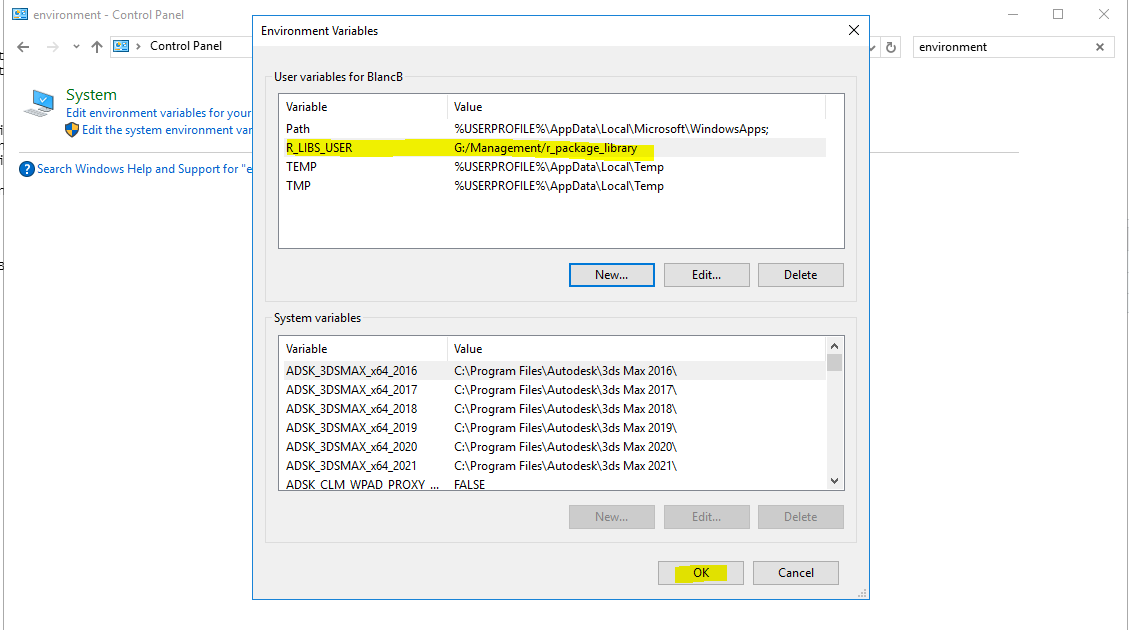 environment - Control Panel
Control Panel
environment
System
Edit environment variables for your
Edit the system environment var
Search Windows Help and Support for "e
Environment Variables
User variables for BlancB
Variable Value
Path %USERPROFILE%\AppData\Local\Microsoft\WindowsApps;
R_LIBS_USER G:/Management/r_package_library
TEMP %USERPROFILE%\AppData\Local\Temp
TMP %USERPROFILE%\AppData\Local\Temp
New... Edit... Delete
System variables
Variable Value
ADSK_3DSMAX_x64_2016 C:\Program Files\Autodesk\3ds Max 2016\
ADSK_3DSMAX_x64_2017 C:\Program Files\Autodesk\3ds Max 2017\
ADSK_3DSMAX_x64_2018 C:\Program Files\Autodesk\3ds Max 2018\
ADSK_3DSMAX_x64_2019 C:\Program Files\Autodesk\3ds Max 2019\
ADSK_3DSMAX_x64_2020 C:\Program Files\Autodesk\3ds Max 2020\
ADSK_3DSMAX_x64_2021 C:\Program Files\Autodesk\3ds Max 2021\
ADSK_CLM_WPAD_PROXY_... FALSE
New... Edit... Delete
OK Cancel